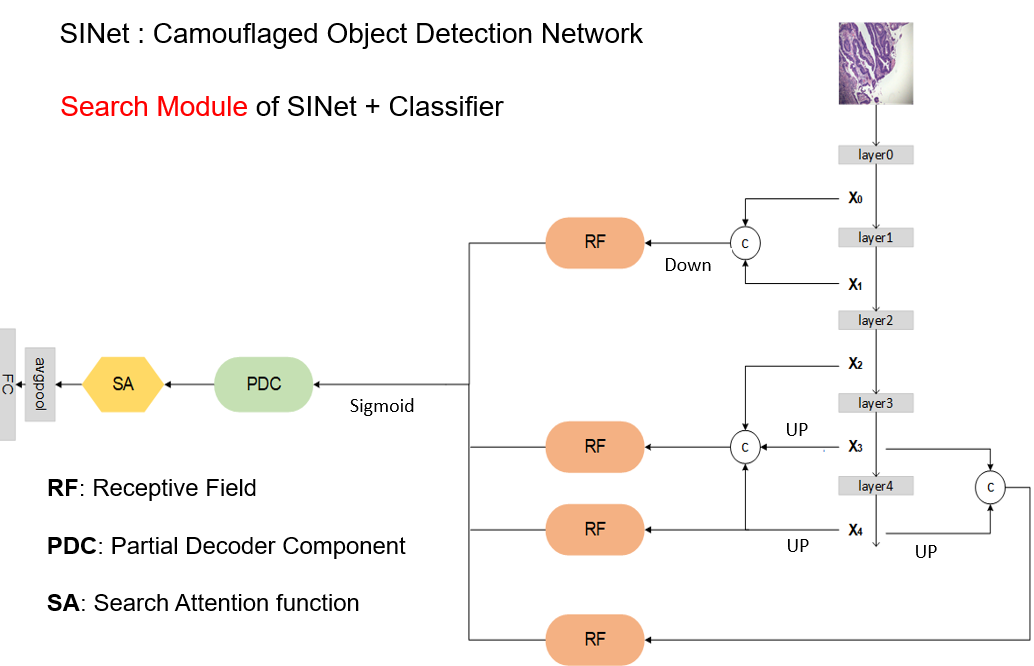 SINet : Camouflaged Object Detection Network
Search Module of SINet + Classifier
layer0
X0
layer1
RF
C
Down
X1
layer2
X2
FC
avgpool
SA
PDC
Sigmoid
layer3
UP
RF
C
X3
layer4
C
RF: Receptive Field
RF
X4
UP
UP
PDC: Partial Decoder Component
SA: Search Attention function
RF